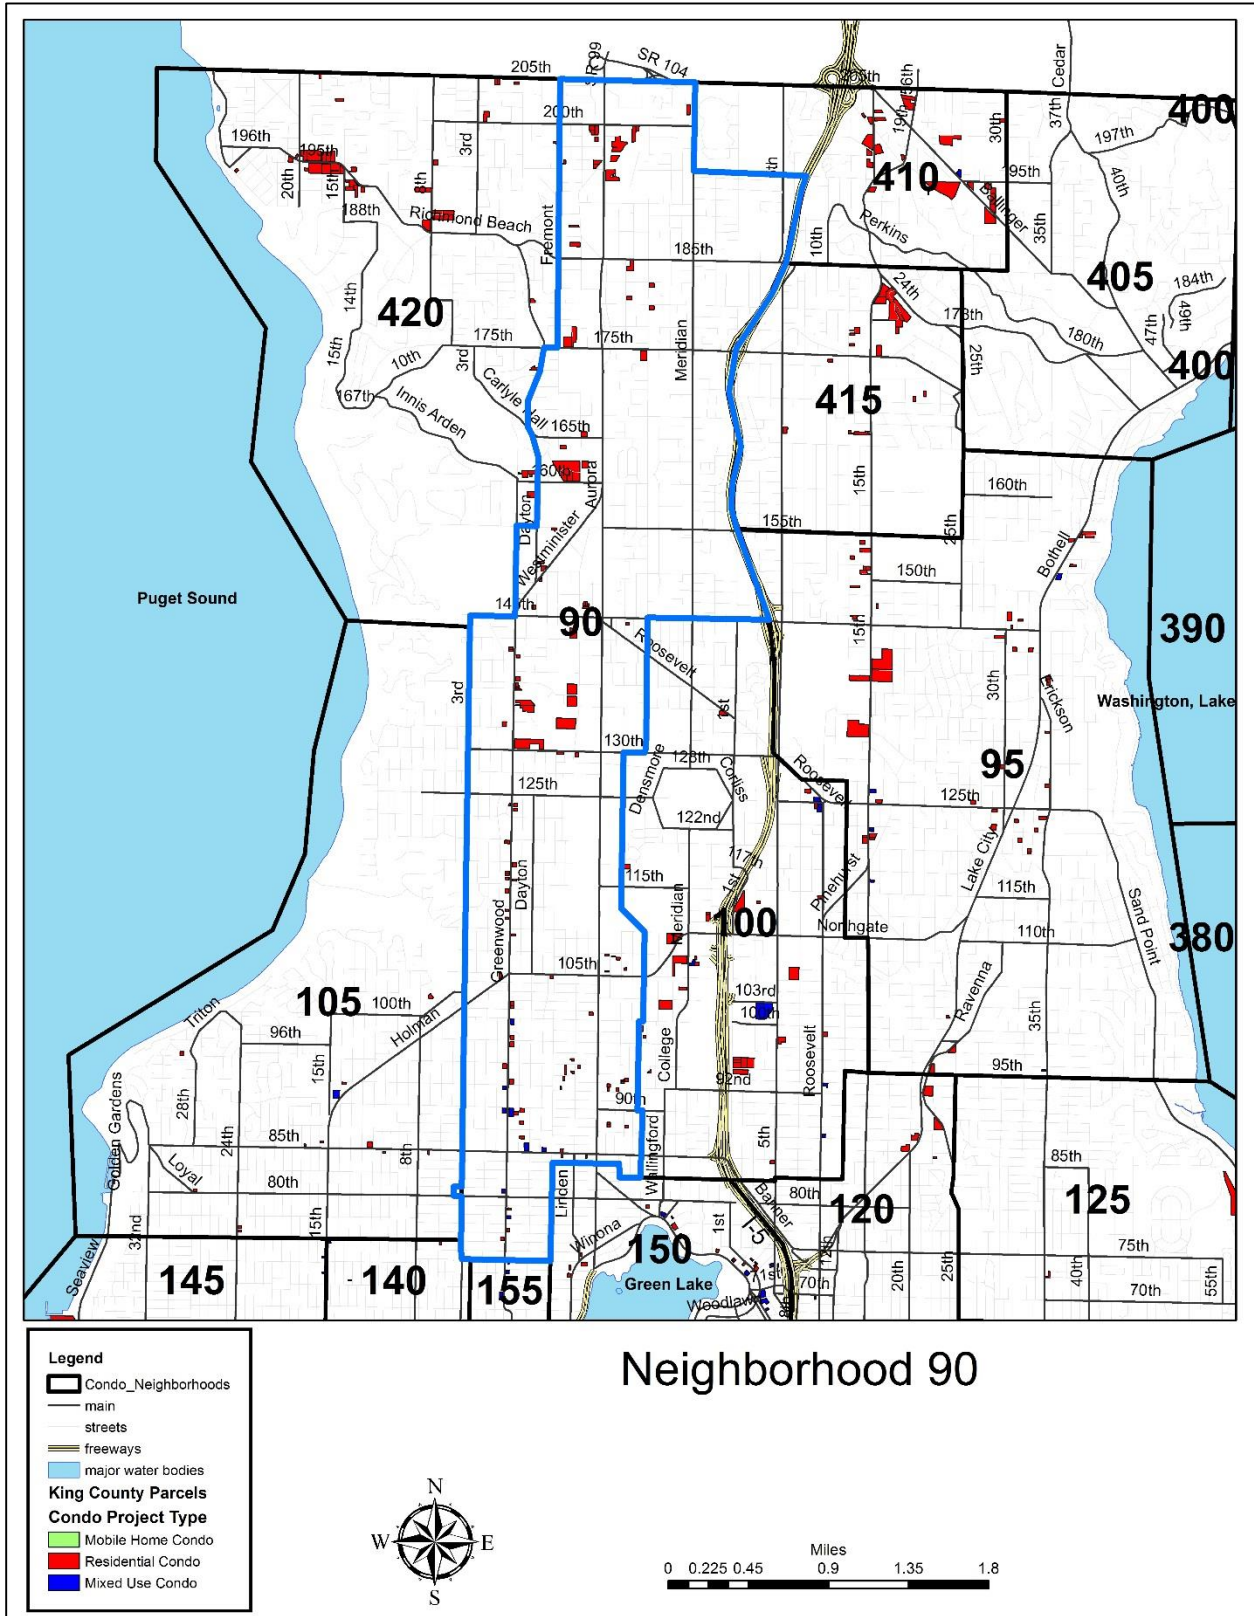 205th
SR 99
SR 104
205th
56th
19th
Cedar
37th
400
200th
3rd
30th
197th
196th
195th
20th
15th
8th
410
95th
40th
188th
Richmond Beach
Fremont
Ballinger
35th
10th
Perkins
185th
405
184th
14th
420
24th
49th
47th
15th
175th
175th
Meridian
178th
180th
10th
3rd
25th
400
Carlyle Hall
167th
Innis Arden
415
165th
160th
Aurora
15th
160th
Dayton
155th
25th
Westminister
Bothell
150th
Puget Sound
90
15th
390
Roosevelt
3rd
30th
Erickson
1st
Washington, Lake
130th
128th
Densmore
Corliss
Roosevelt
95
125th
125th
122nd
117th
Lake City
Dayton
115th
1st
Pinehurst
115th
Sand Point
Meridian
100
Northgate
110th
380
Greenwood
105th
Ravenna
105
100th
103rd
Triton
Holman
96th
35th
15th
College
Roosevelt
95th
92nd
28th
90th
Golden Gardens
24th
85th
8th
Wallingford
5th
85th
Loyal
80th
Linden
Banner
80th
120
125
32nd
15th
Winona
1st
I-5
12th
75th
Seaview
150
20th
25th
40th
55th
145
140
155
Green Lake
71st
70th
70th
Woodlawn
8th
Neighborhood 90
Legend
Condo_Neighborhoods
main
streets
freeways
major water bodies
King County Parcels
Condo Project Type
Mobile Home Condo
Residential Condo
Mixed Use Condo
N
W
E
S
Miles
0 0.225 0.45 0.9 1.35 1.8